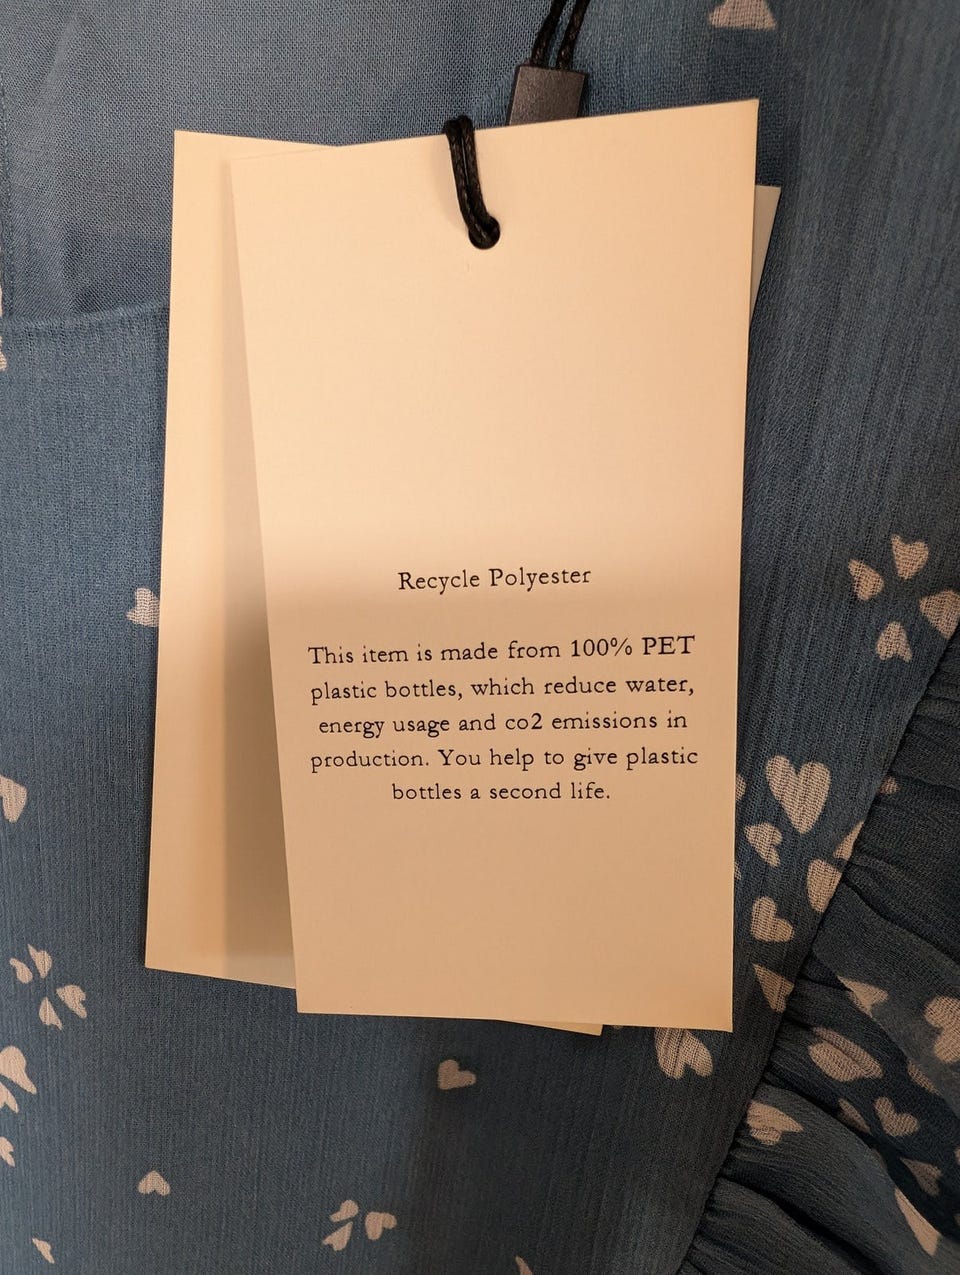 Recycle Polyester
This item is made from 100% PET
plastic bottles, which reduce water,
energy usage and co2 emissions in
production. You help to give plastic
bottles a second life.